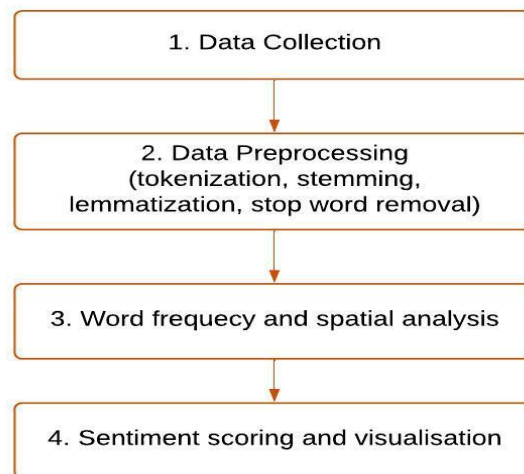 1. Data Collection
2. Data Preprocessing
(tokenization, stemming,
lemmatization, stop word removal)
3. Word frequecy and spatial analysis
4. Sentiment scoring and visualisation